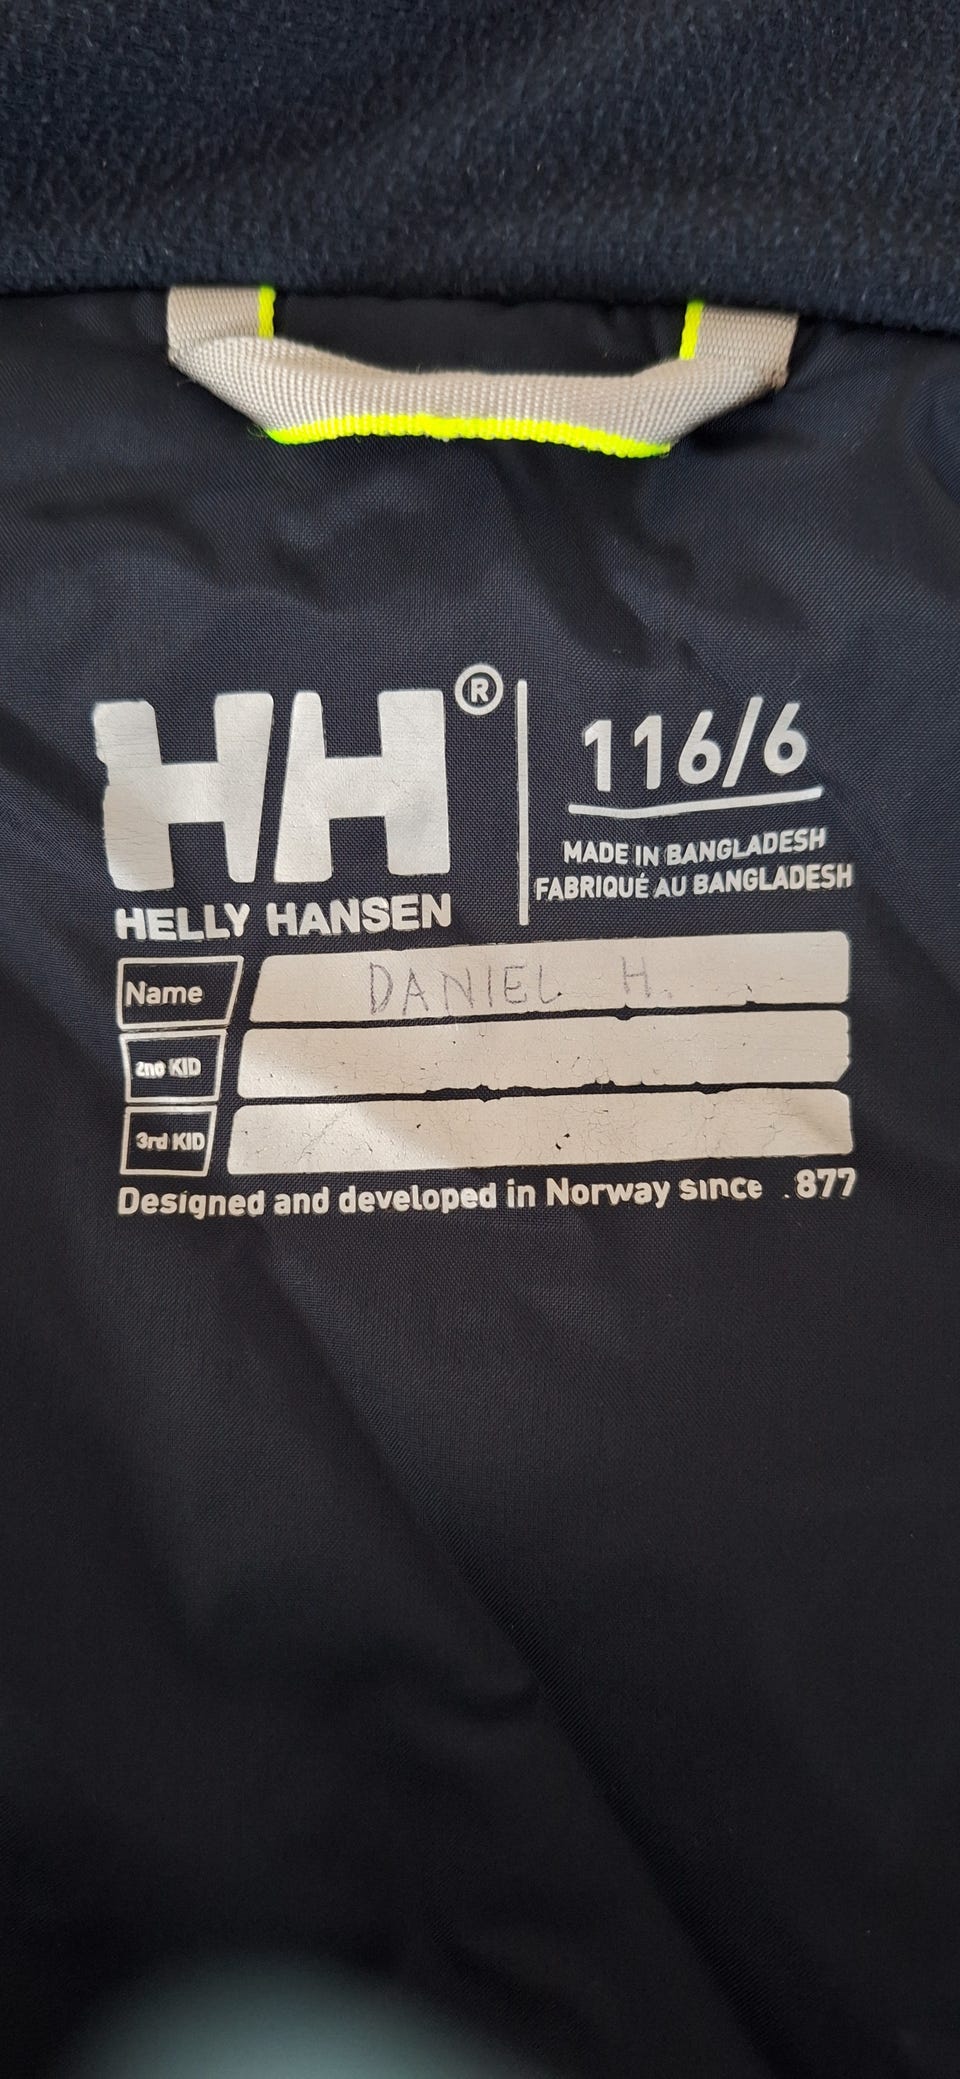 HH®
HELLY HANSEN
116/6
MADE IN BANGLADESH
FABRIQUÉ AU BANGLADESH
Name DANIEL H.
2nd KID
3rd KID
Designed and developed in Norway since 877